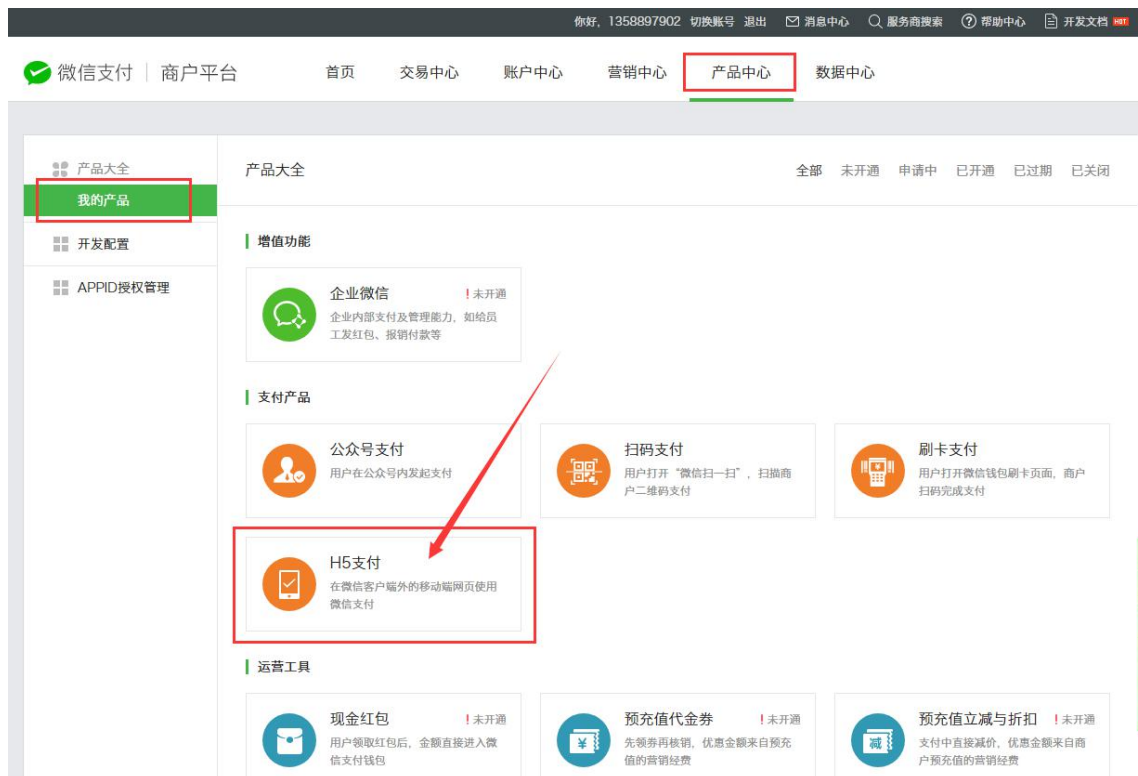 你好，1358897902 切换账号 退出 消息中心 服务商搜索 帮助中心 开发文档 HOT
微信支付 商户平台 首页 交易中心 账户中心 营销中心 产品中心 数据中心
产品大全
我的产品
开发配置
APPID授权管理
产品大全 全部 未开通 申请中 已开通 已过期 已关闭
增值功能
企业微信 !未开通
企业内部支付及管理能力，如给员
工发红包、报销付款等
支付产品
公众号支付
用户在公众号内发起支付
扫码支付
用户打开“微信扫一扫”，扫描商
户二维码支付
刷卡支付
用户打开微信钱包刷卡页面，商户
扫码完成支付
H5支付
在微信客户端外的移动端网页使用
微信支付
运营工具
现金红包 !未开通
用户领取红包后，金额直接进入微
信支付钱包
¥
预充值代金券 !未开通
先领券再核销，优惠金额来自预充
值的营销经费
减
预充值立减与折扣 !未开通
支付中直接减价，优惠金额来自商
户预充值的营销经费